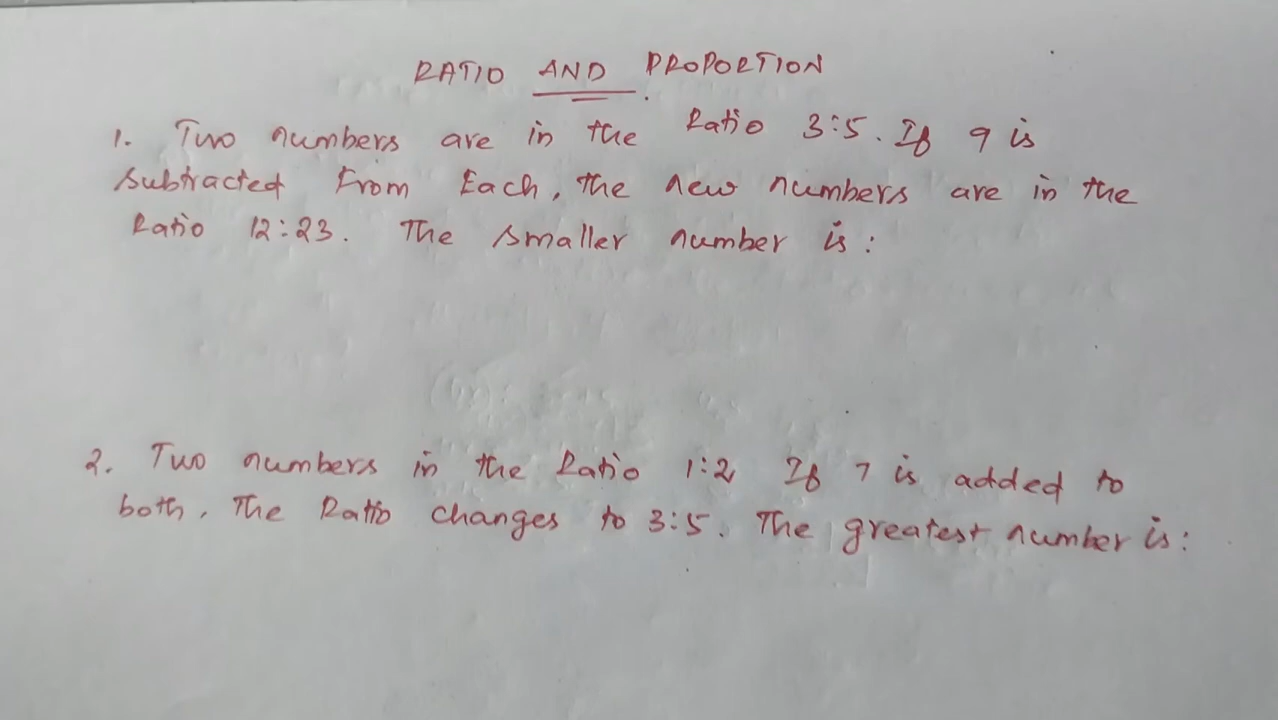 RATIO AND PROPORTION
1. Two numbers are in the Ratio 3:5. If 9 is
subtracted From Each, the new numbers are in the
Ratio 12:23. The smaller number is:
2. Two numbers in the Ratio 1:2 If 7 is added to
both, The Ratio changes to 3:5. The greatest number is: